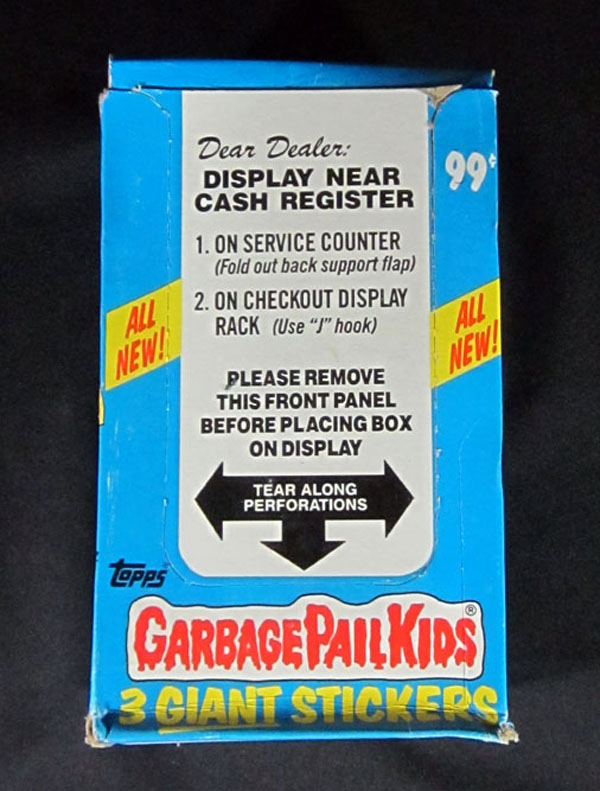 Dear Dealer:
DISPLAY NEAR
CASH REGISTER
99¢
1. ON SERVICE COUNTER
(Fold out back support flap)
2. ON CHECKOUT DISPLAY
RACK (Use "J" hook)
ALL
NEW!
ALL
NEW!
PLEASE REMOVE
THIS FRONT PANEL
BEFORE PLACING BOX
ON DISPLAY
TEAR ALONG
PERFORATIONS
Topps
GARBAGE PAIL KIDS®
3 GIANT STICKERS